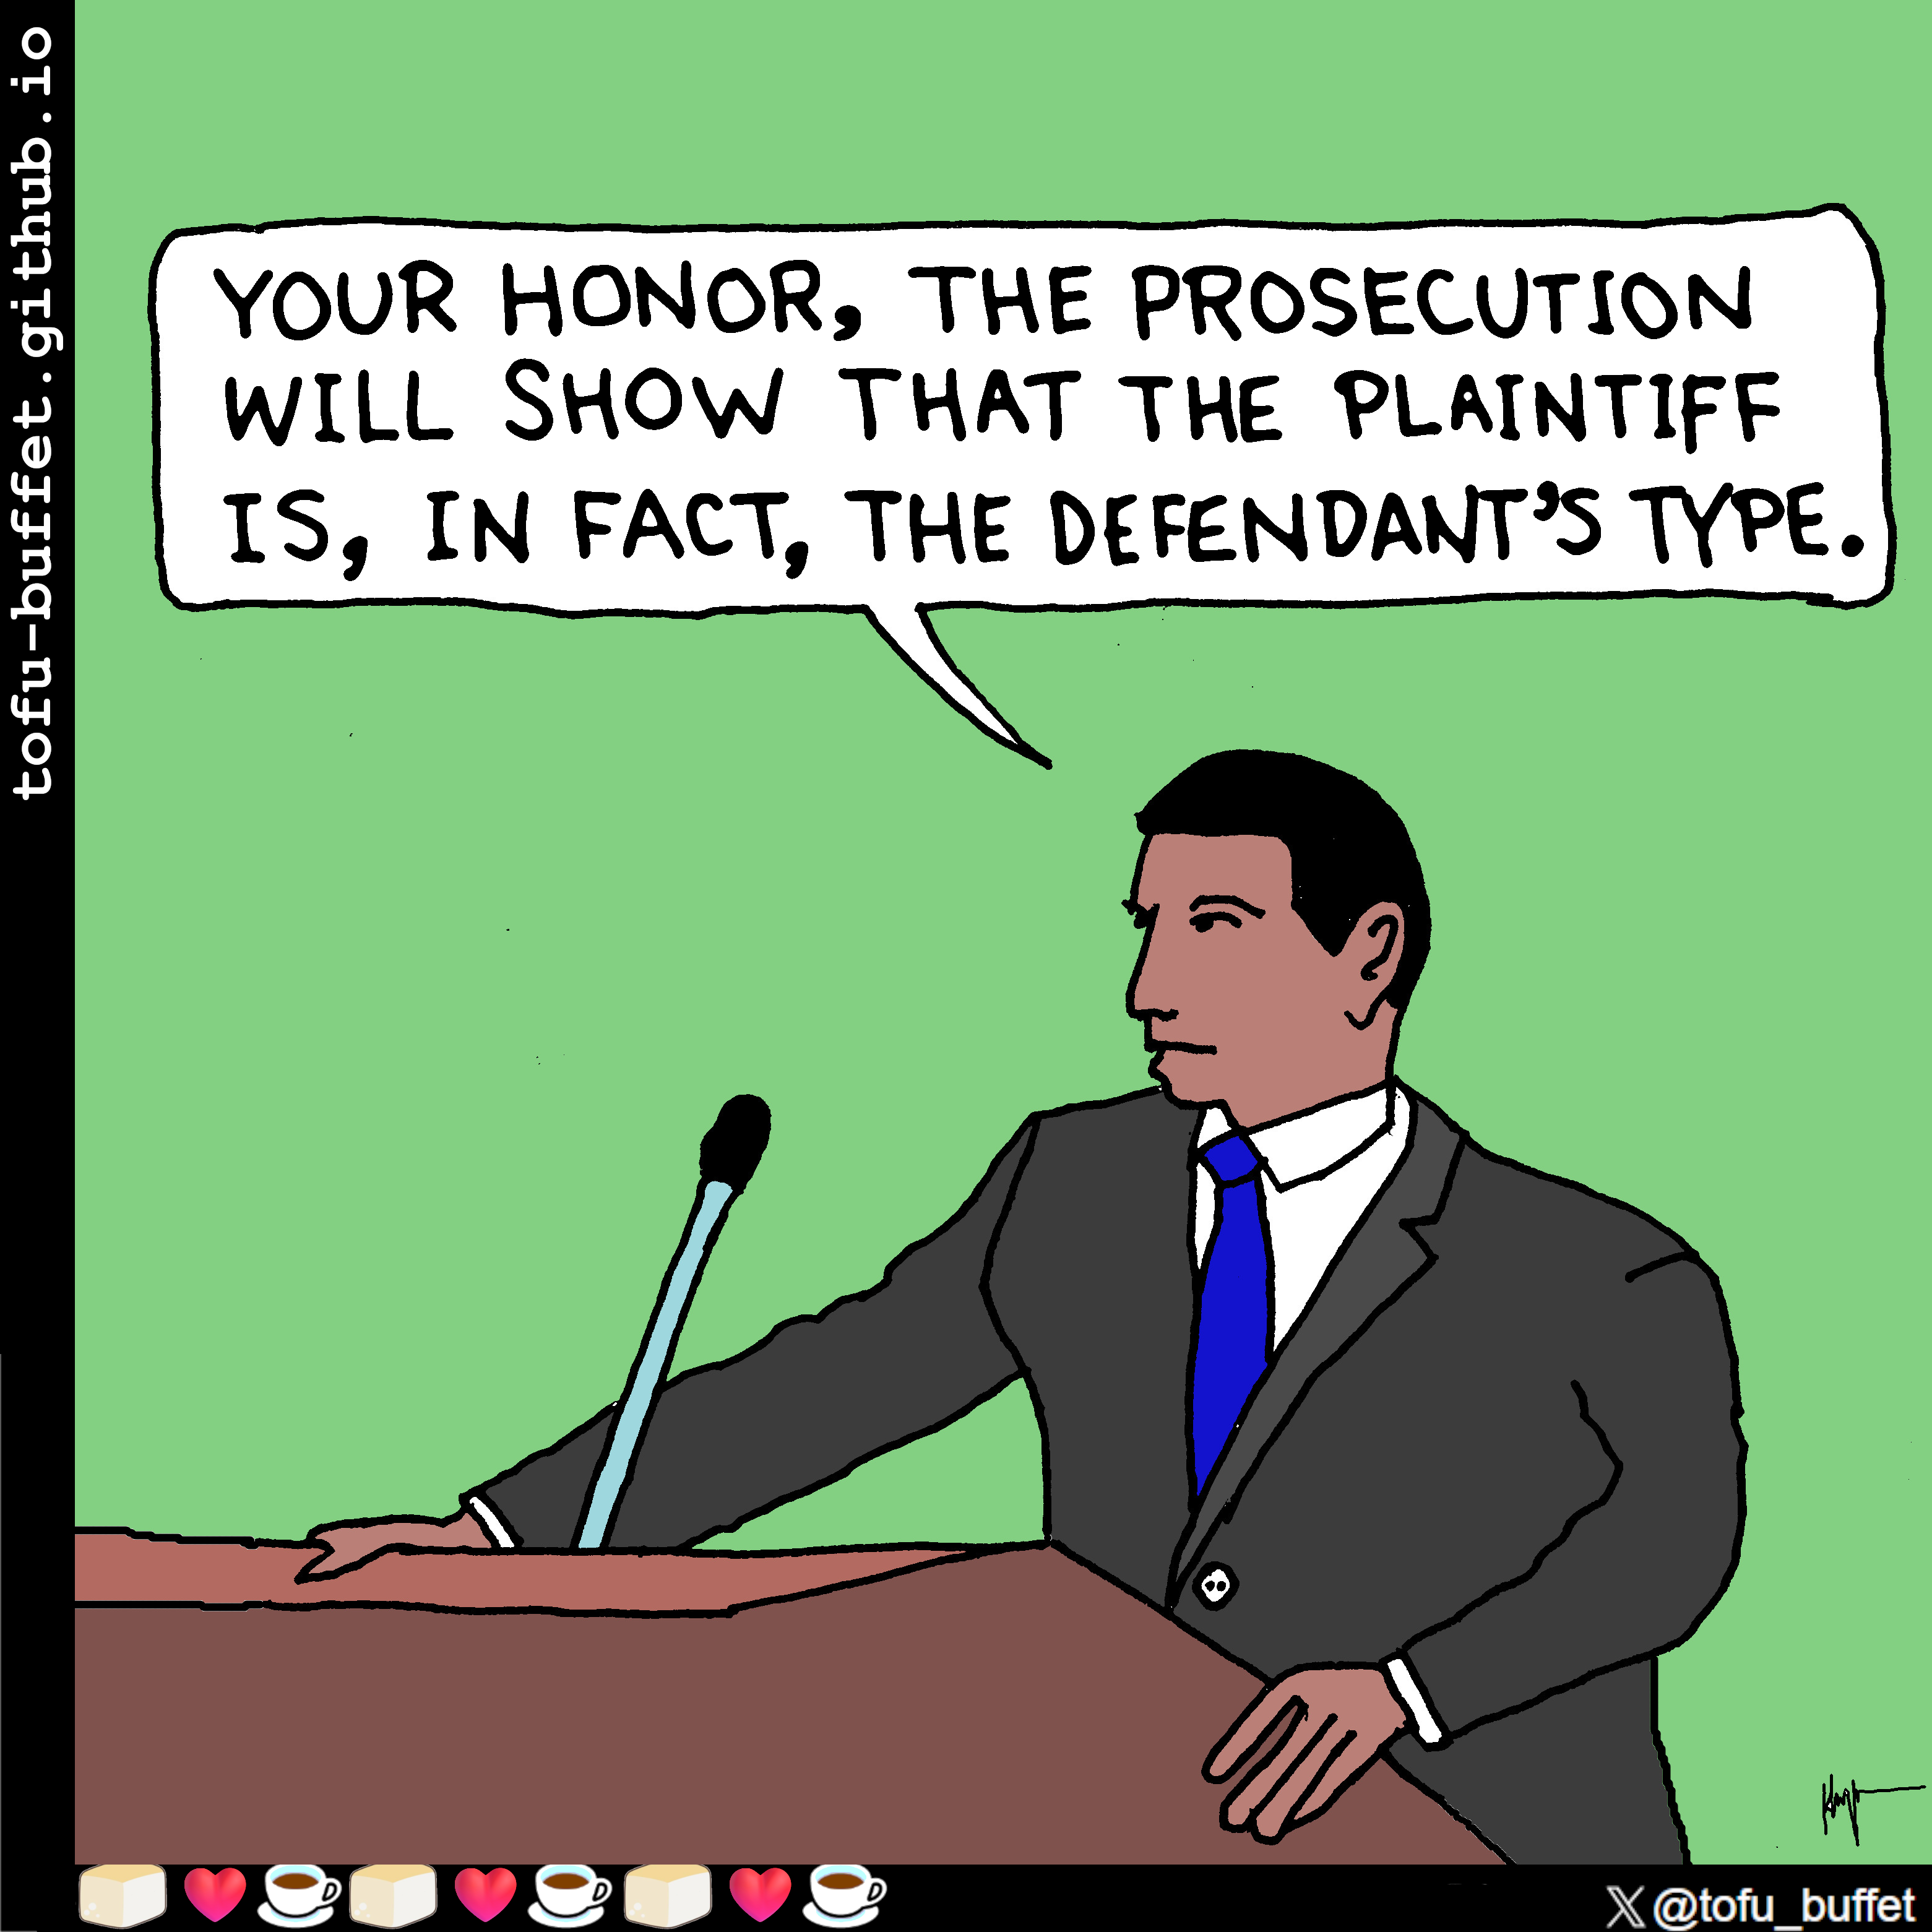 tofu-buffet.github.io
YOUR HONOR, THE PROSECUTION
WILL SHOW THAT THE PLAINTIFF
IS, IN FACT, THE DEFENDANT'S TYPE.
X @tofu_buffet